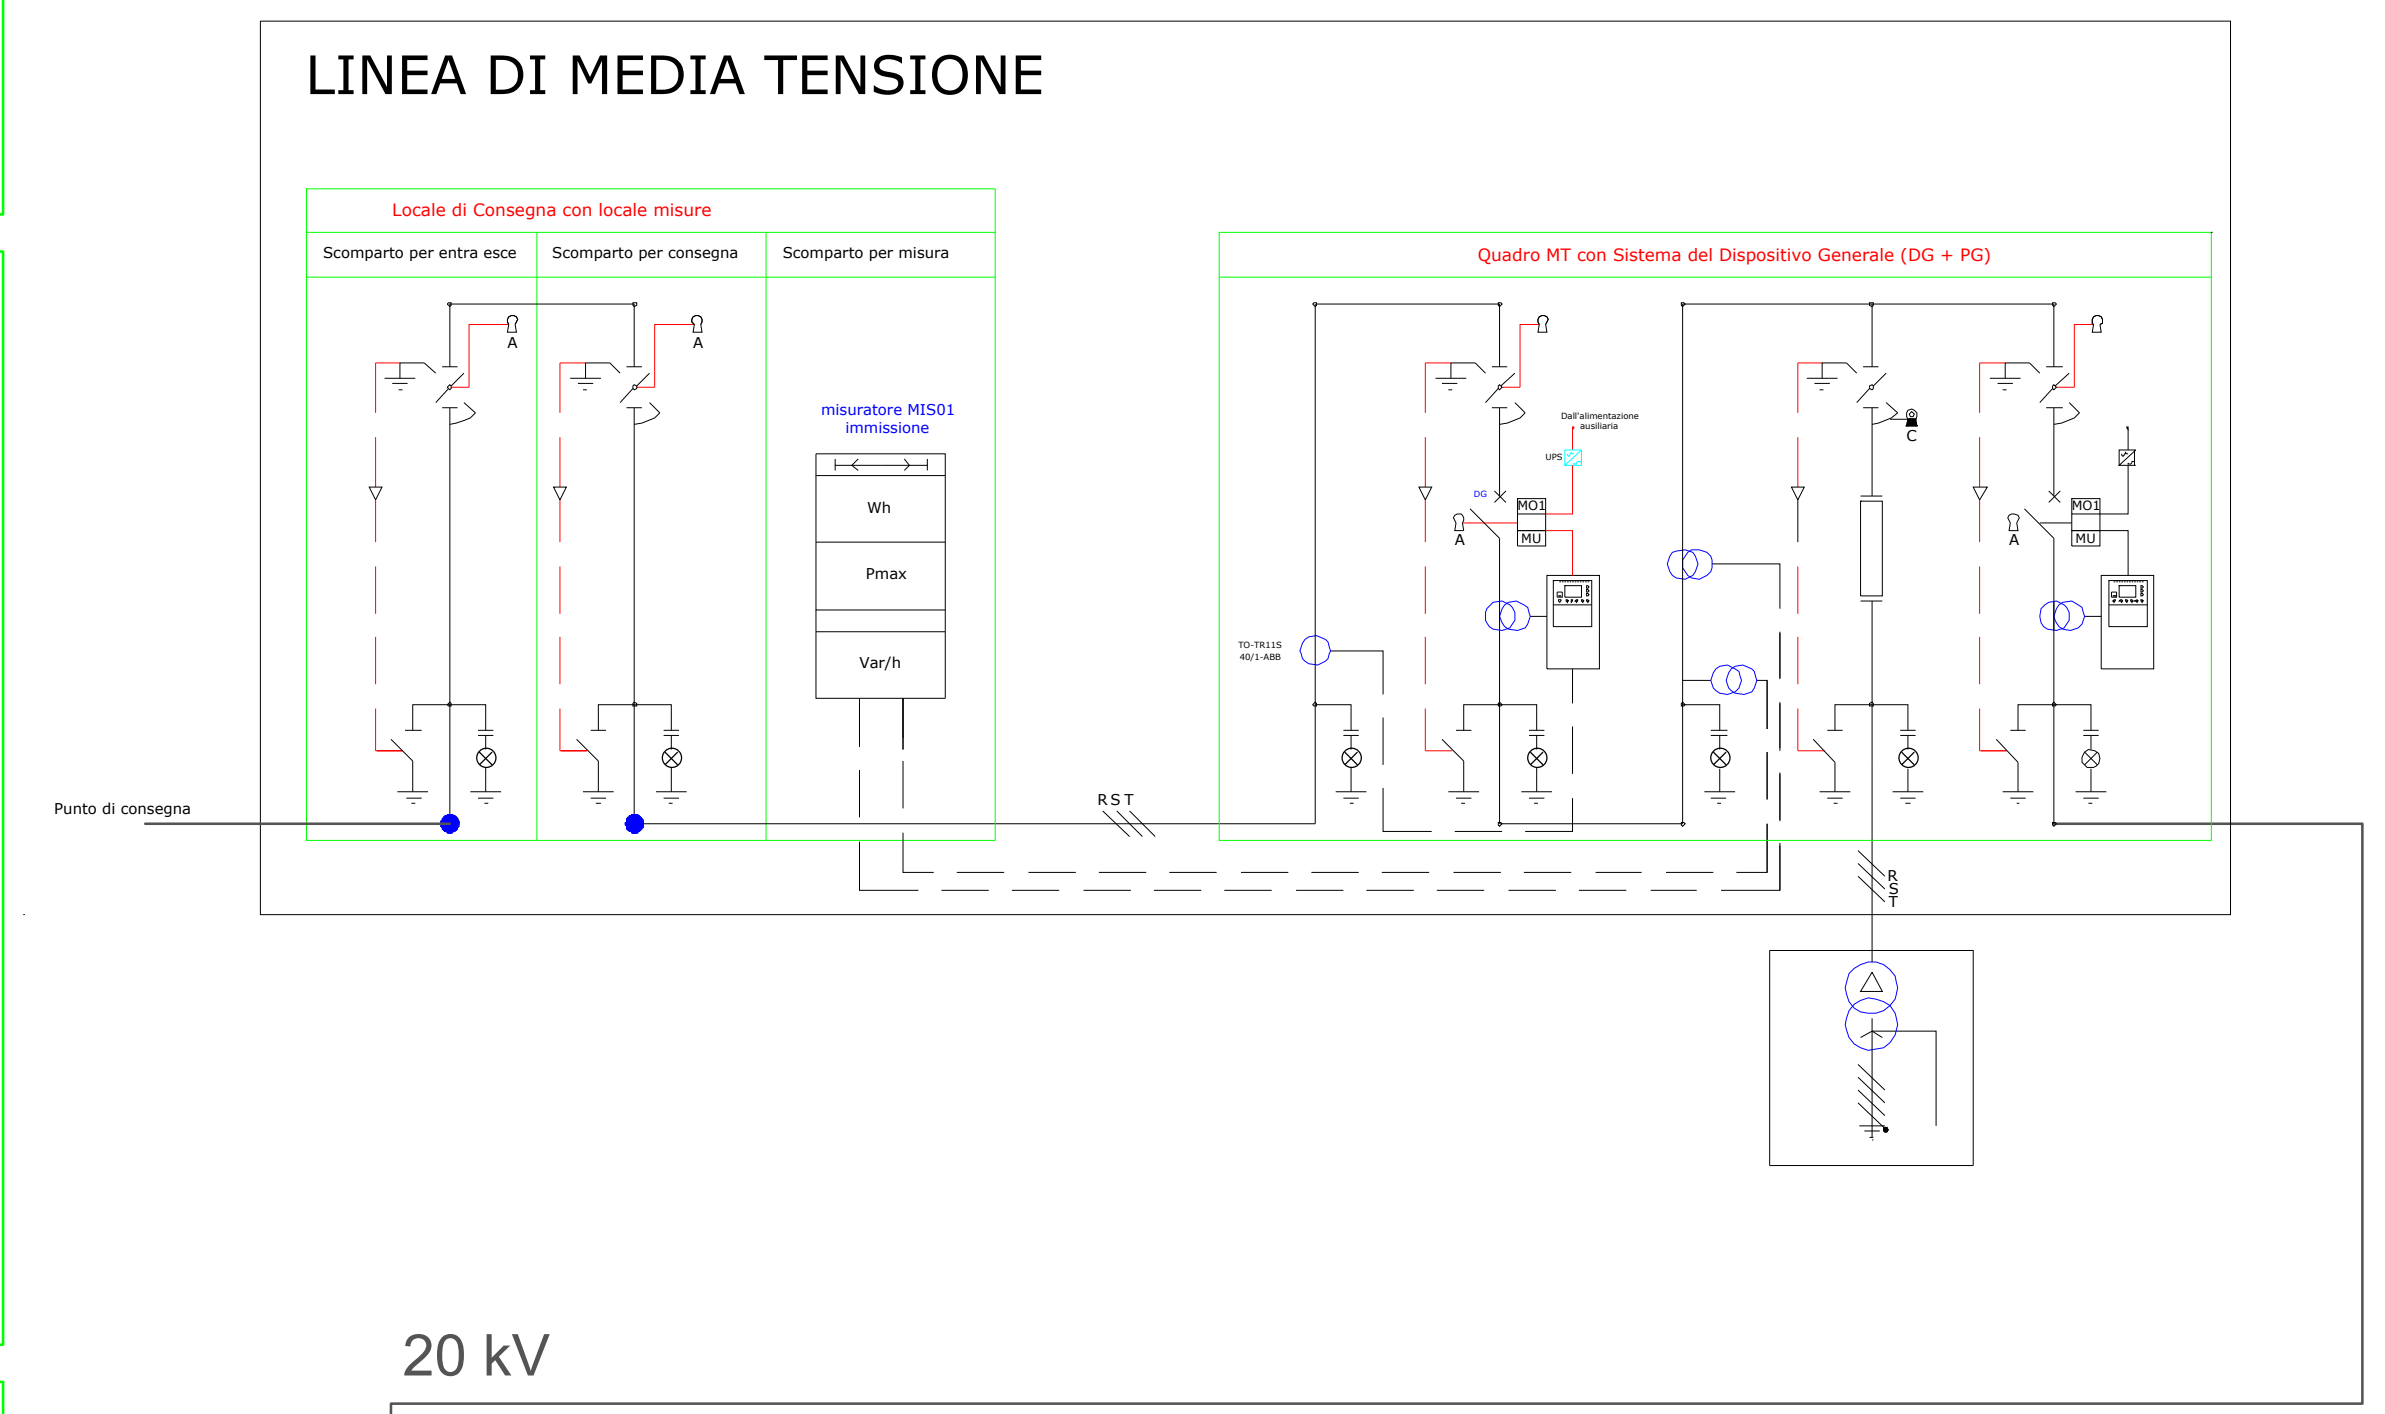 LINEA DI MEDIA TENSIONE
Locale di Consegna con locale misure
Scomparto per entra esce
Scomparto per consegna
Scomparto per misura
Quadro MT con Sistema del Dispositivo Generale (DG + PG)
A
A
misuratore MIS01
immissione
Wh
Pmax
Var/h
Dall'alimentazione
ausiliaria
UPS
DG
MO1
MU
A
C
MO1
MU
A
TO-TR11S
40/1-ABB
Punto di consegna
R S T
R
S
T
20 kV